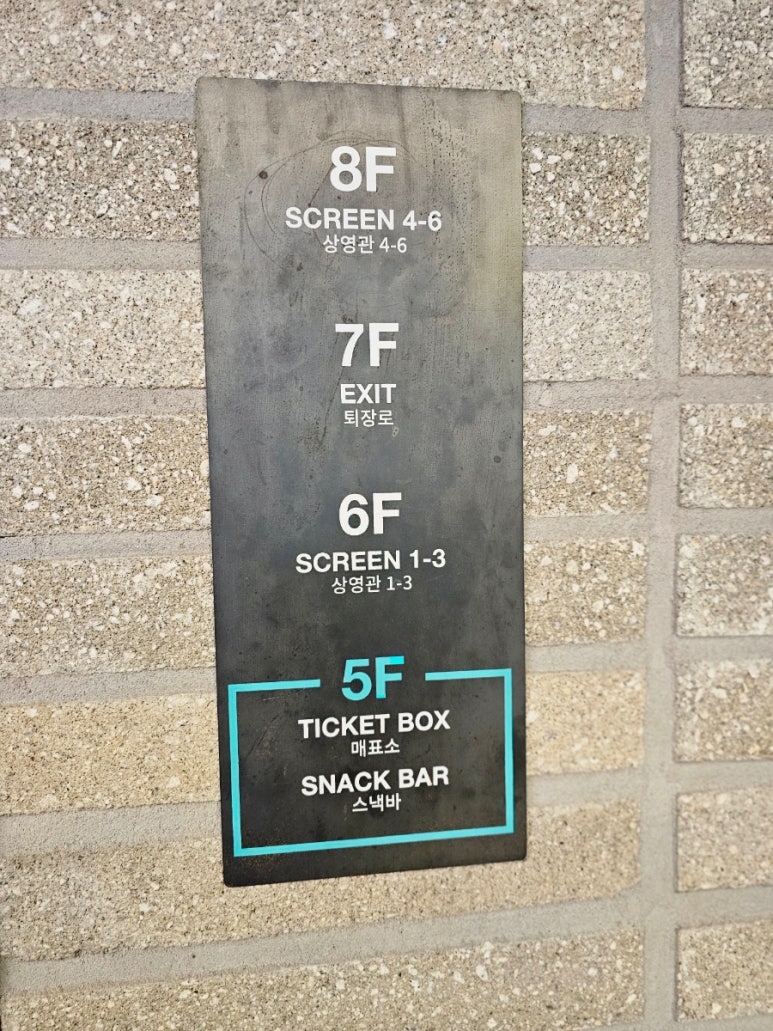 8F
SCREEN 4-6
상영관 4-6
7F
EXIT
퇴장로
6F
SCREEN 1-3
상영관 1-3
5F
TICKET BOX
매표소
SNACK BAR
스낵바